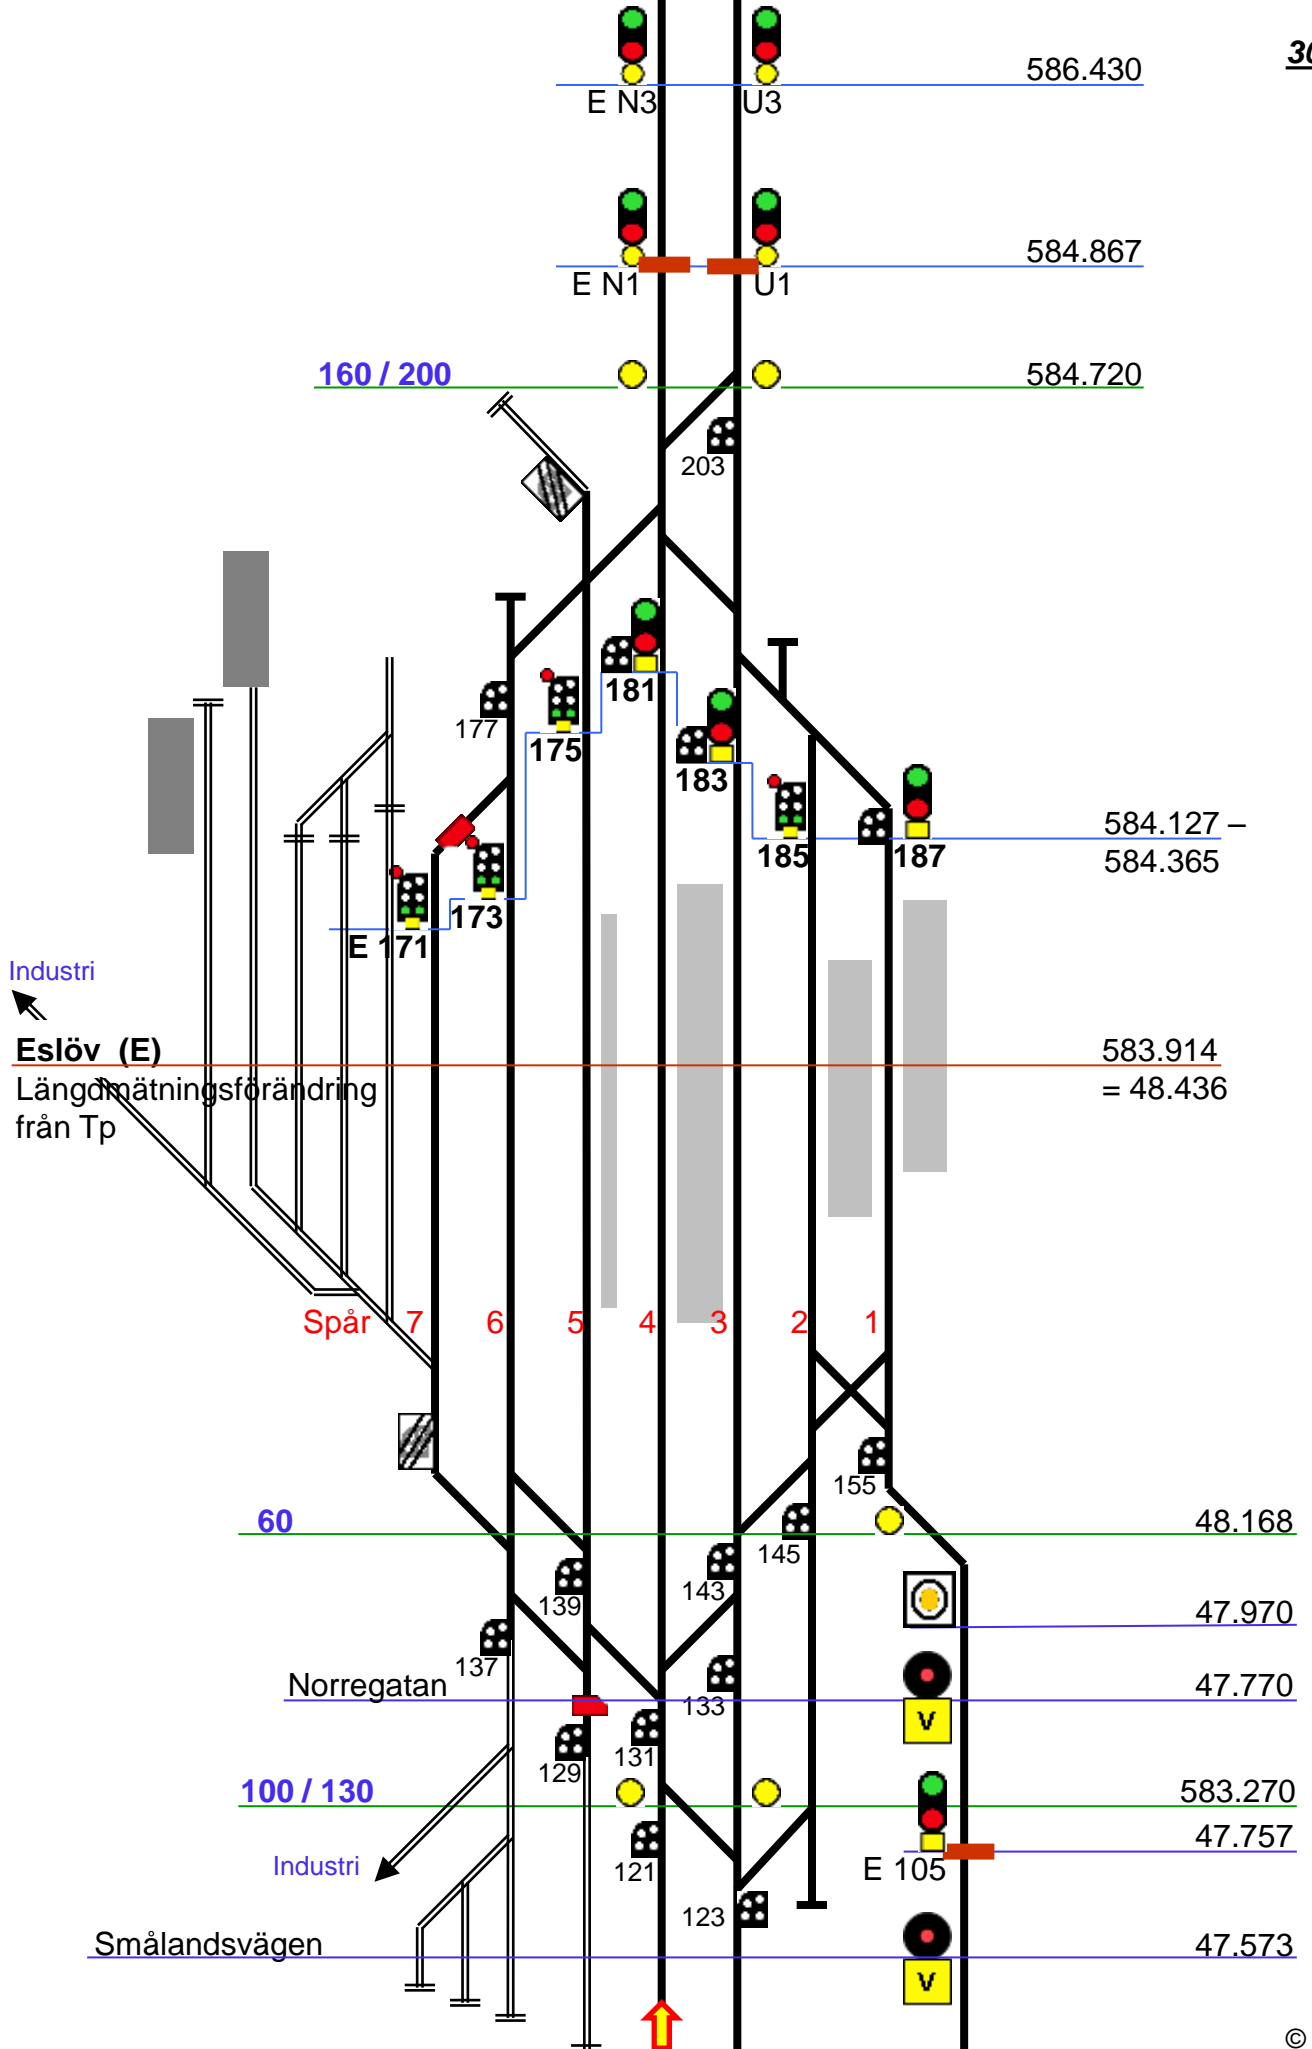 30
586.430
E N3
U3
584.867
E N1
U1
160 / 200
584.720
203
181
177
175
183
584.127 –
185
187
584.365
173
E 171
Industri
Eslöv (E)
583.914
Längdmätningsförändring
= 48.436
från Tp
Spår 7 6 5 4 3 2 1
155
60
48.168
145
143
139
47.970
137
Norregatan
47.770
133
V
131
129
100 / 130
583.270
47.757
Industri
121
E 105
123
Smålandsvägen
47.573
V
©